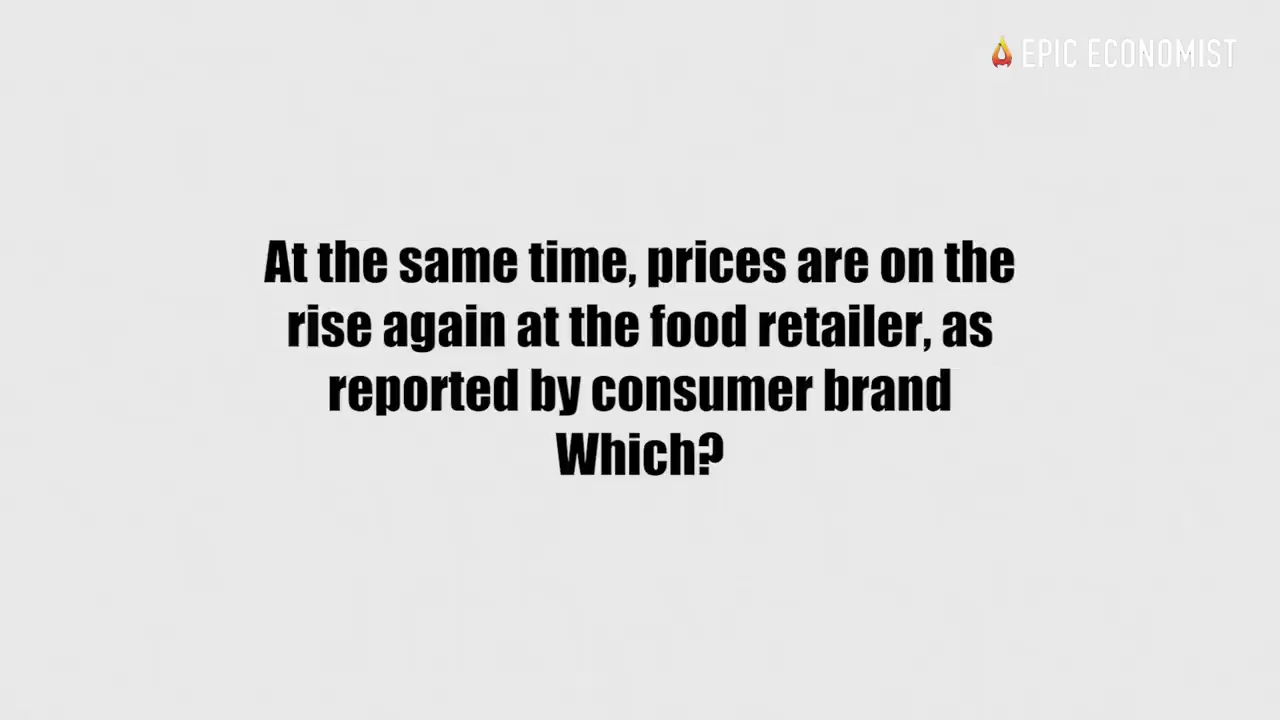 EPIC ECONOMIST
At the same time, prices are on the
rise again at the food retailer, as
reported by consumer brand
Which?